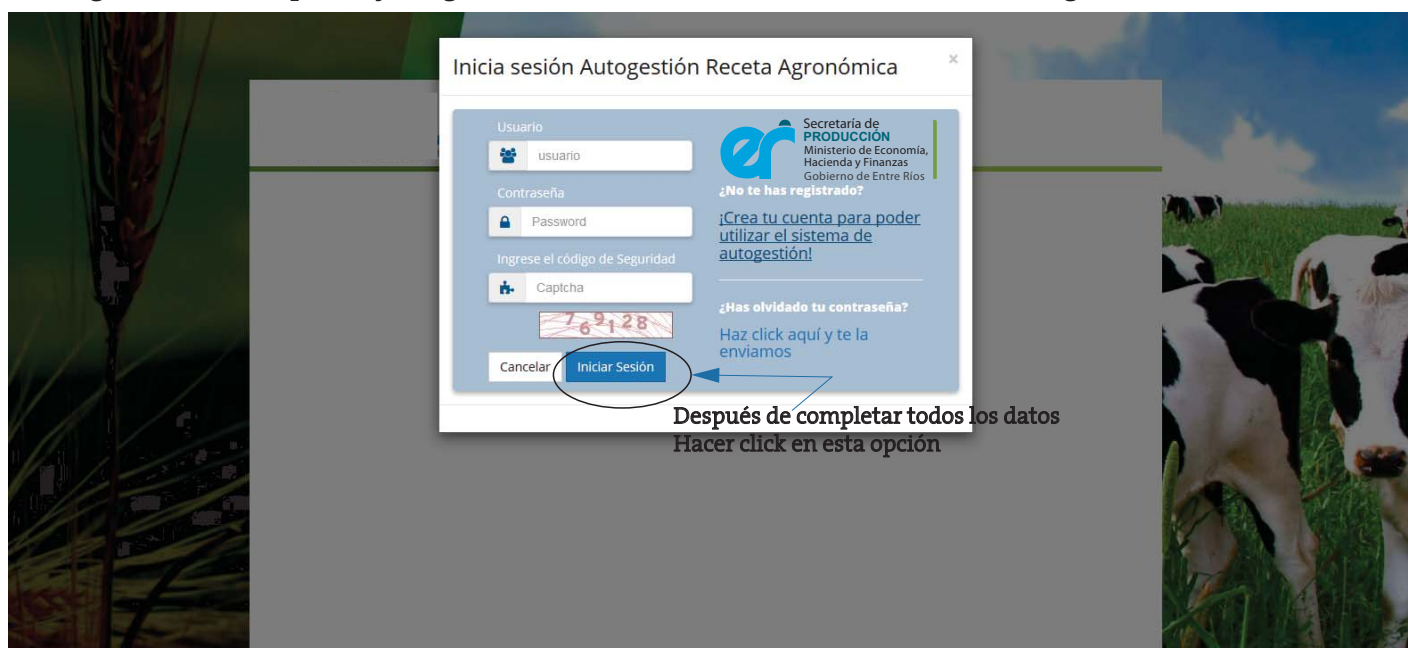 Inicia sesión Autogestión Receta Agronómica
×
Usuario
usuario
Contraseña
Password
Ingrese el código de Seguridad
Captcha
769128
Cancelar
Iniciar Sesión
er
Secretaría de
PRODUCCIÓN
Ministerio de Economía,
Hacienda y Finanzas
Gobierno de Entre Ríos
¿No te has registrado?
¡Crea tu cuenta para poder
utilizar el sistema de
autogestión!
¿Has olvidado tu contraseña?
Haz click aquí y te la
enviamos
Después de completar todos los datos
Hacer click en esta opción